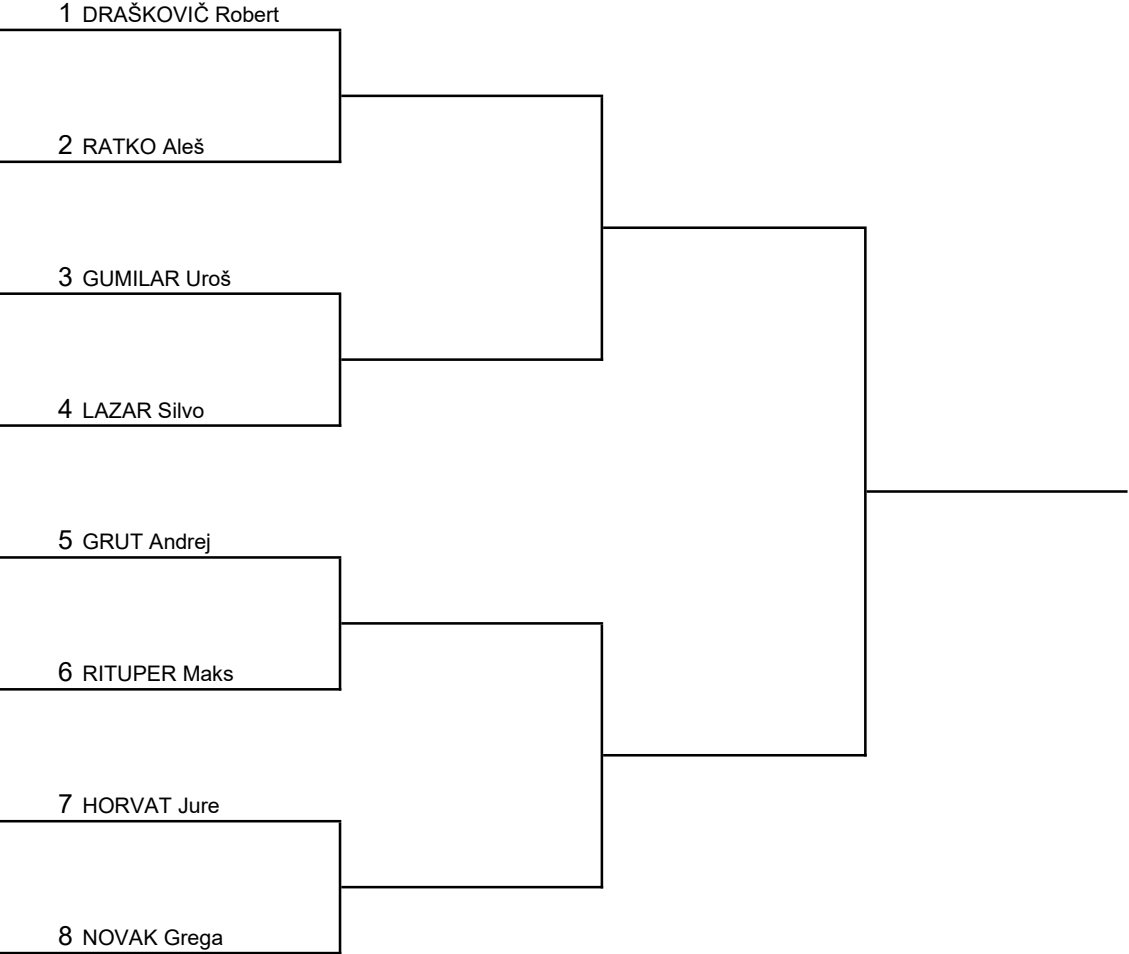 1 DRAŠKOVIČ Robert
2 RATKO Aleš
3 GUMILAR Uroš
4 LAZAR Silvo
5 GRUT Andrej
6 RITUPER Maks
7 HORVAT Jure
8 NOVAK Grega